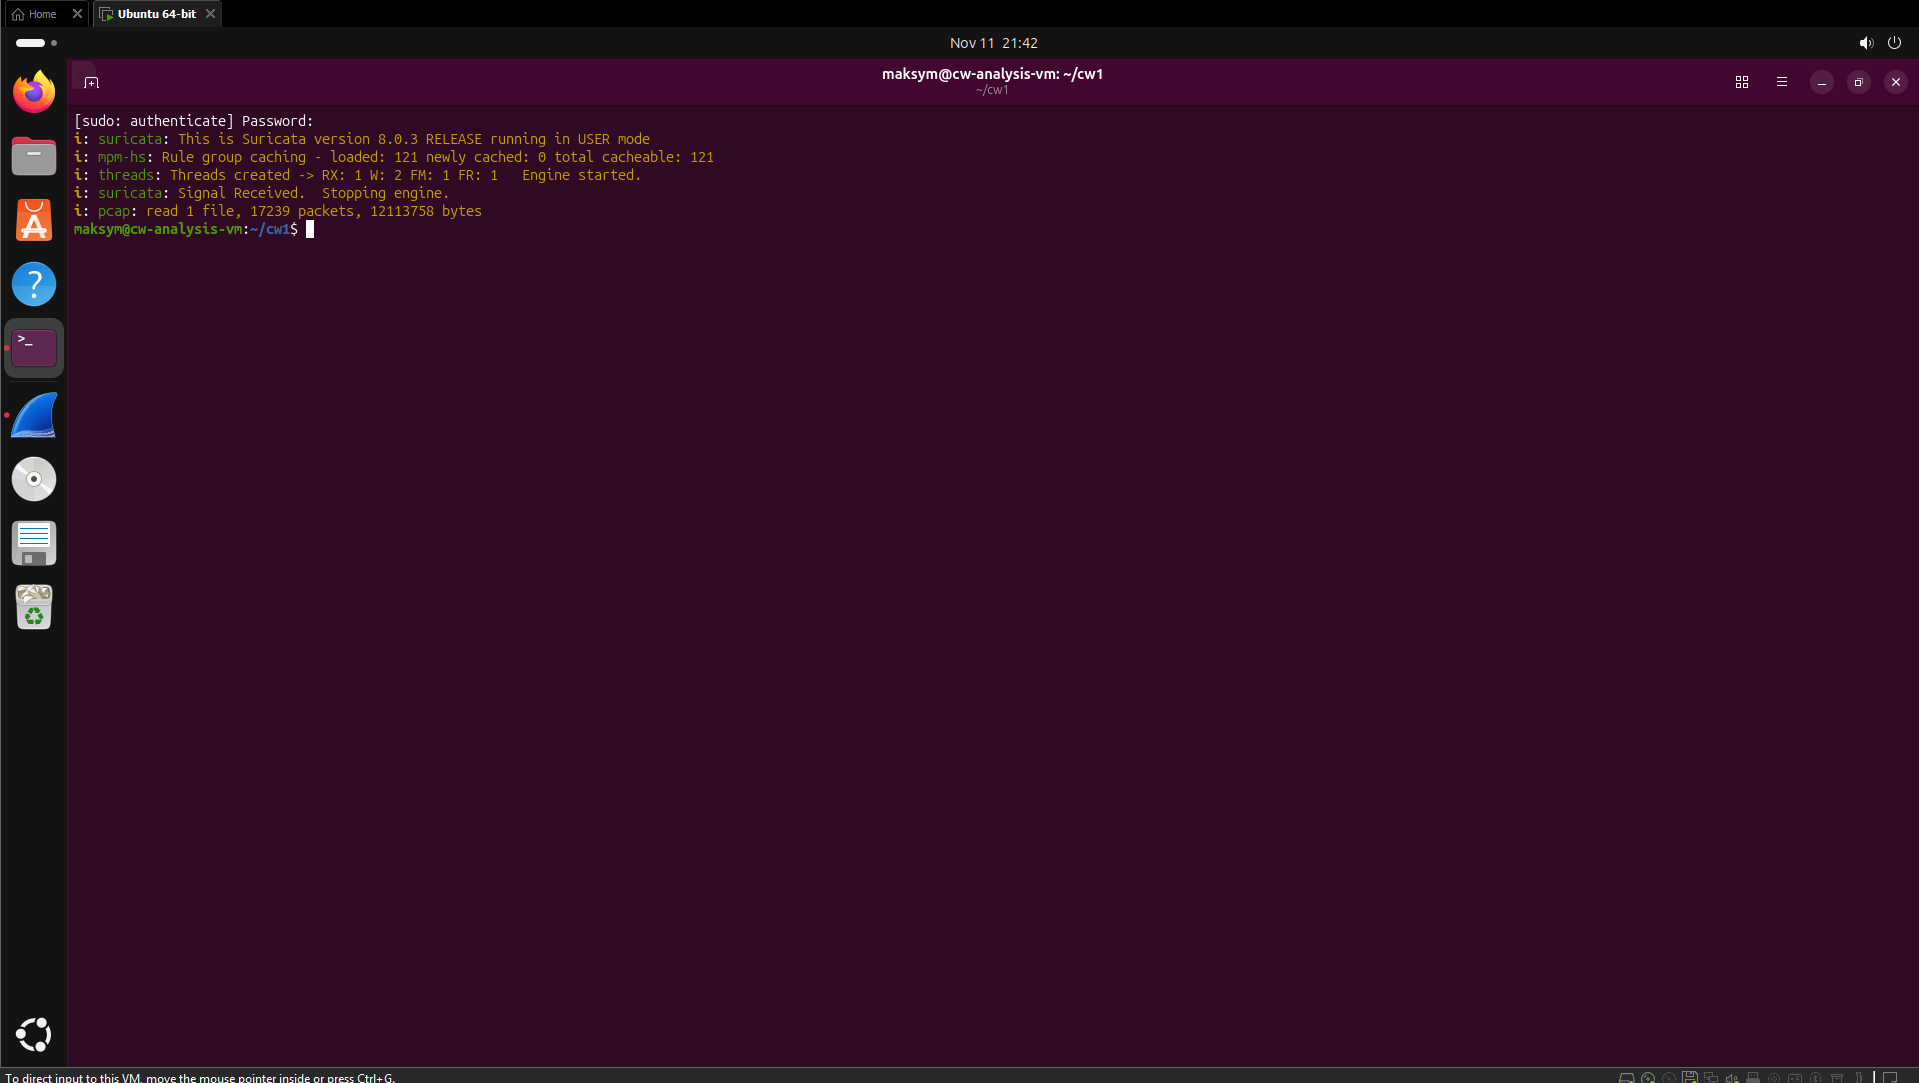 Home
Ubuntu 64-bit
Nov 11 21:42
maksym@cw-analysis-vm: ~/cw1
~/cw1
[sudo: authenticate] Password:
i: suricata: This is Suricata version 8.0.3 RELEASE running in USER mode
i: mpm-hs: Rule group caching - loaded: 121 newly cached: 0 total cacheable: 121
i: threads: Threads created -> RX: 1 W: 2 FM: 1 FR: 1   Engine started.
i: suricata: Signal Received.  Stopping engine.
i: pcap: read 1 file, 17239 packets, 12113758 bytes
maksym@cw-analysis-vm:~/cw1$
To direct input to this VM, move the mouse pointer inside or press Ctrl+G.